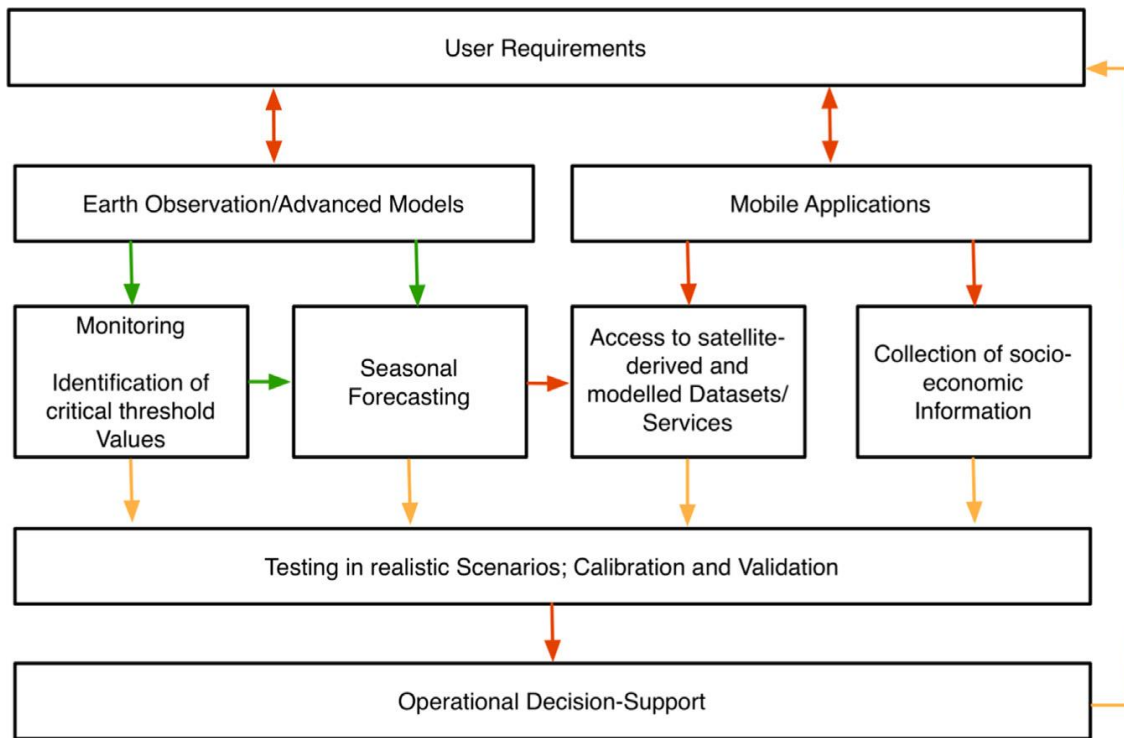 User Requirements
Earth Observation/Advanced Models
Mobile Applications
Monitoring
Identification of
critical threshold
Values
Seasonal
Forecasting
Access to satellite-
derived and
modelled Datasets/
Services
Collection of socio-
economic
Information
Testing in realistic Scenarios; Calibration and Validation
Operational Decision-Support